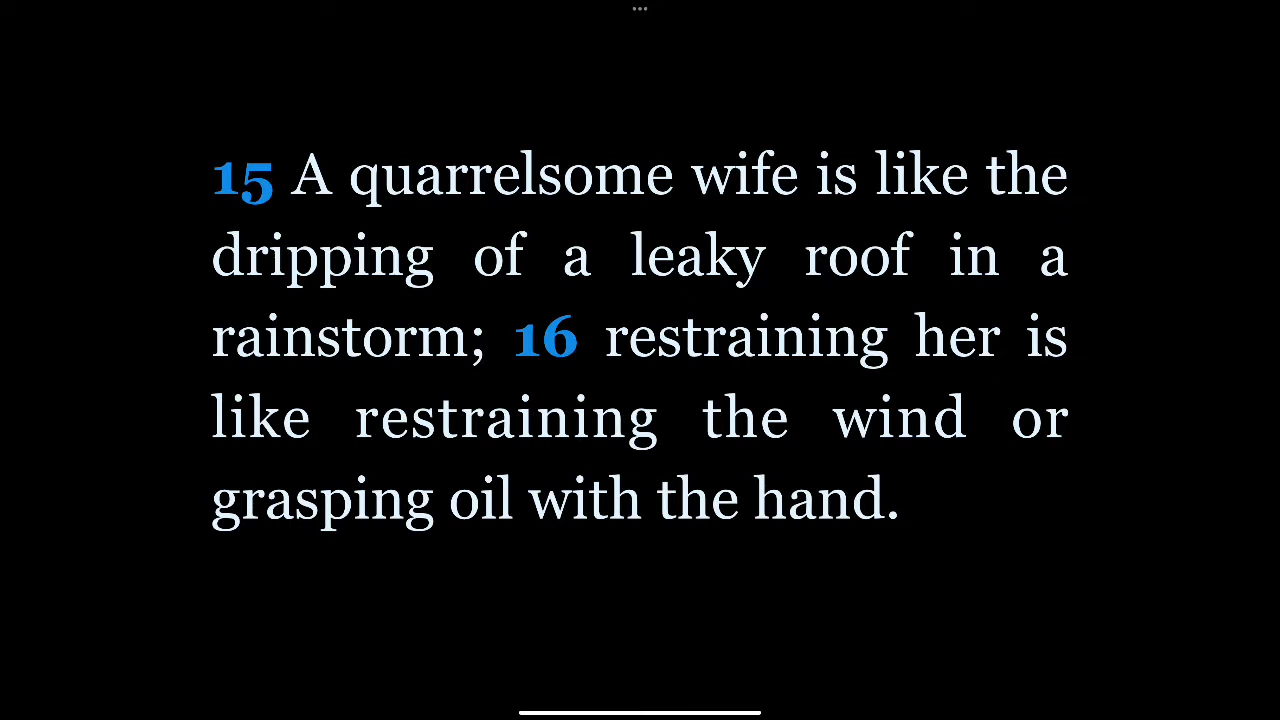 15 A quarrelsome wife is like the
dripping of a leaky roof in a
rainstorm; 16 restraining her is
like restraining the wind or
grasping oil with the hand.